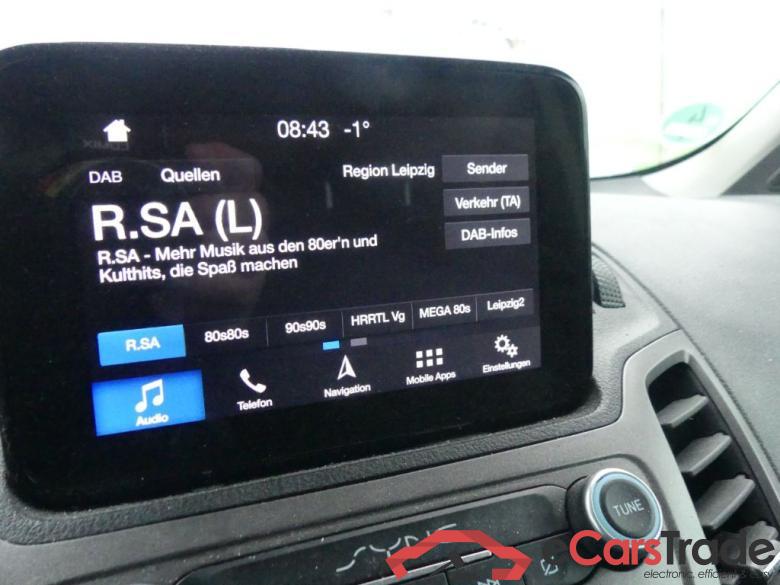 08:43 -1°
DAB Quellen Region Leipzig Sender
Verkehr (TA)
R.SA (L)
DAB-Infos
R.SA - Mehr Musik aus den 80er'n und
Kulthits, die Spaß machen
R.SA 80s80s 90s90s HRRTL Vg MEGA 80s Leipzig2
Audio Telefon Navigation Mobile Apps Einstellungen
TUNE
SYNC
CarsTrade